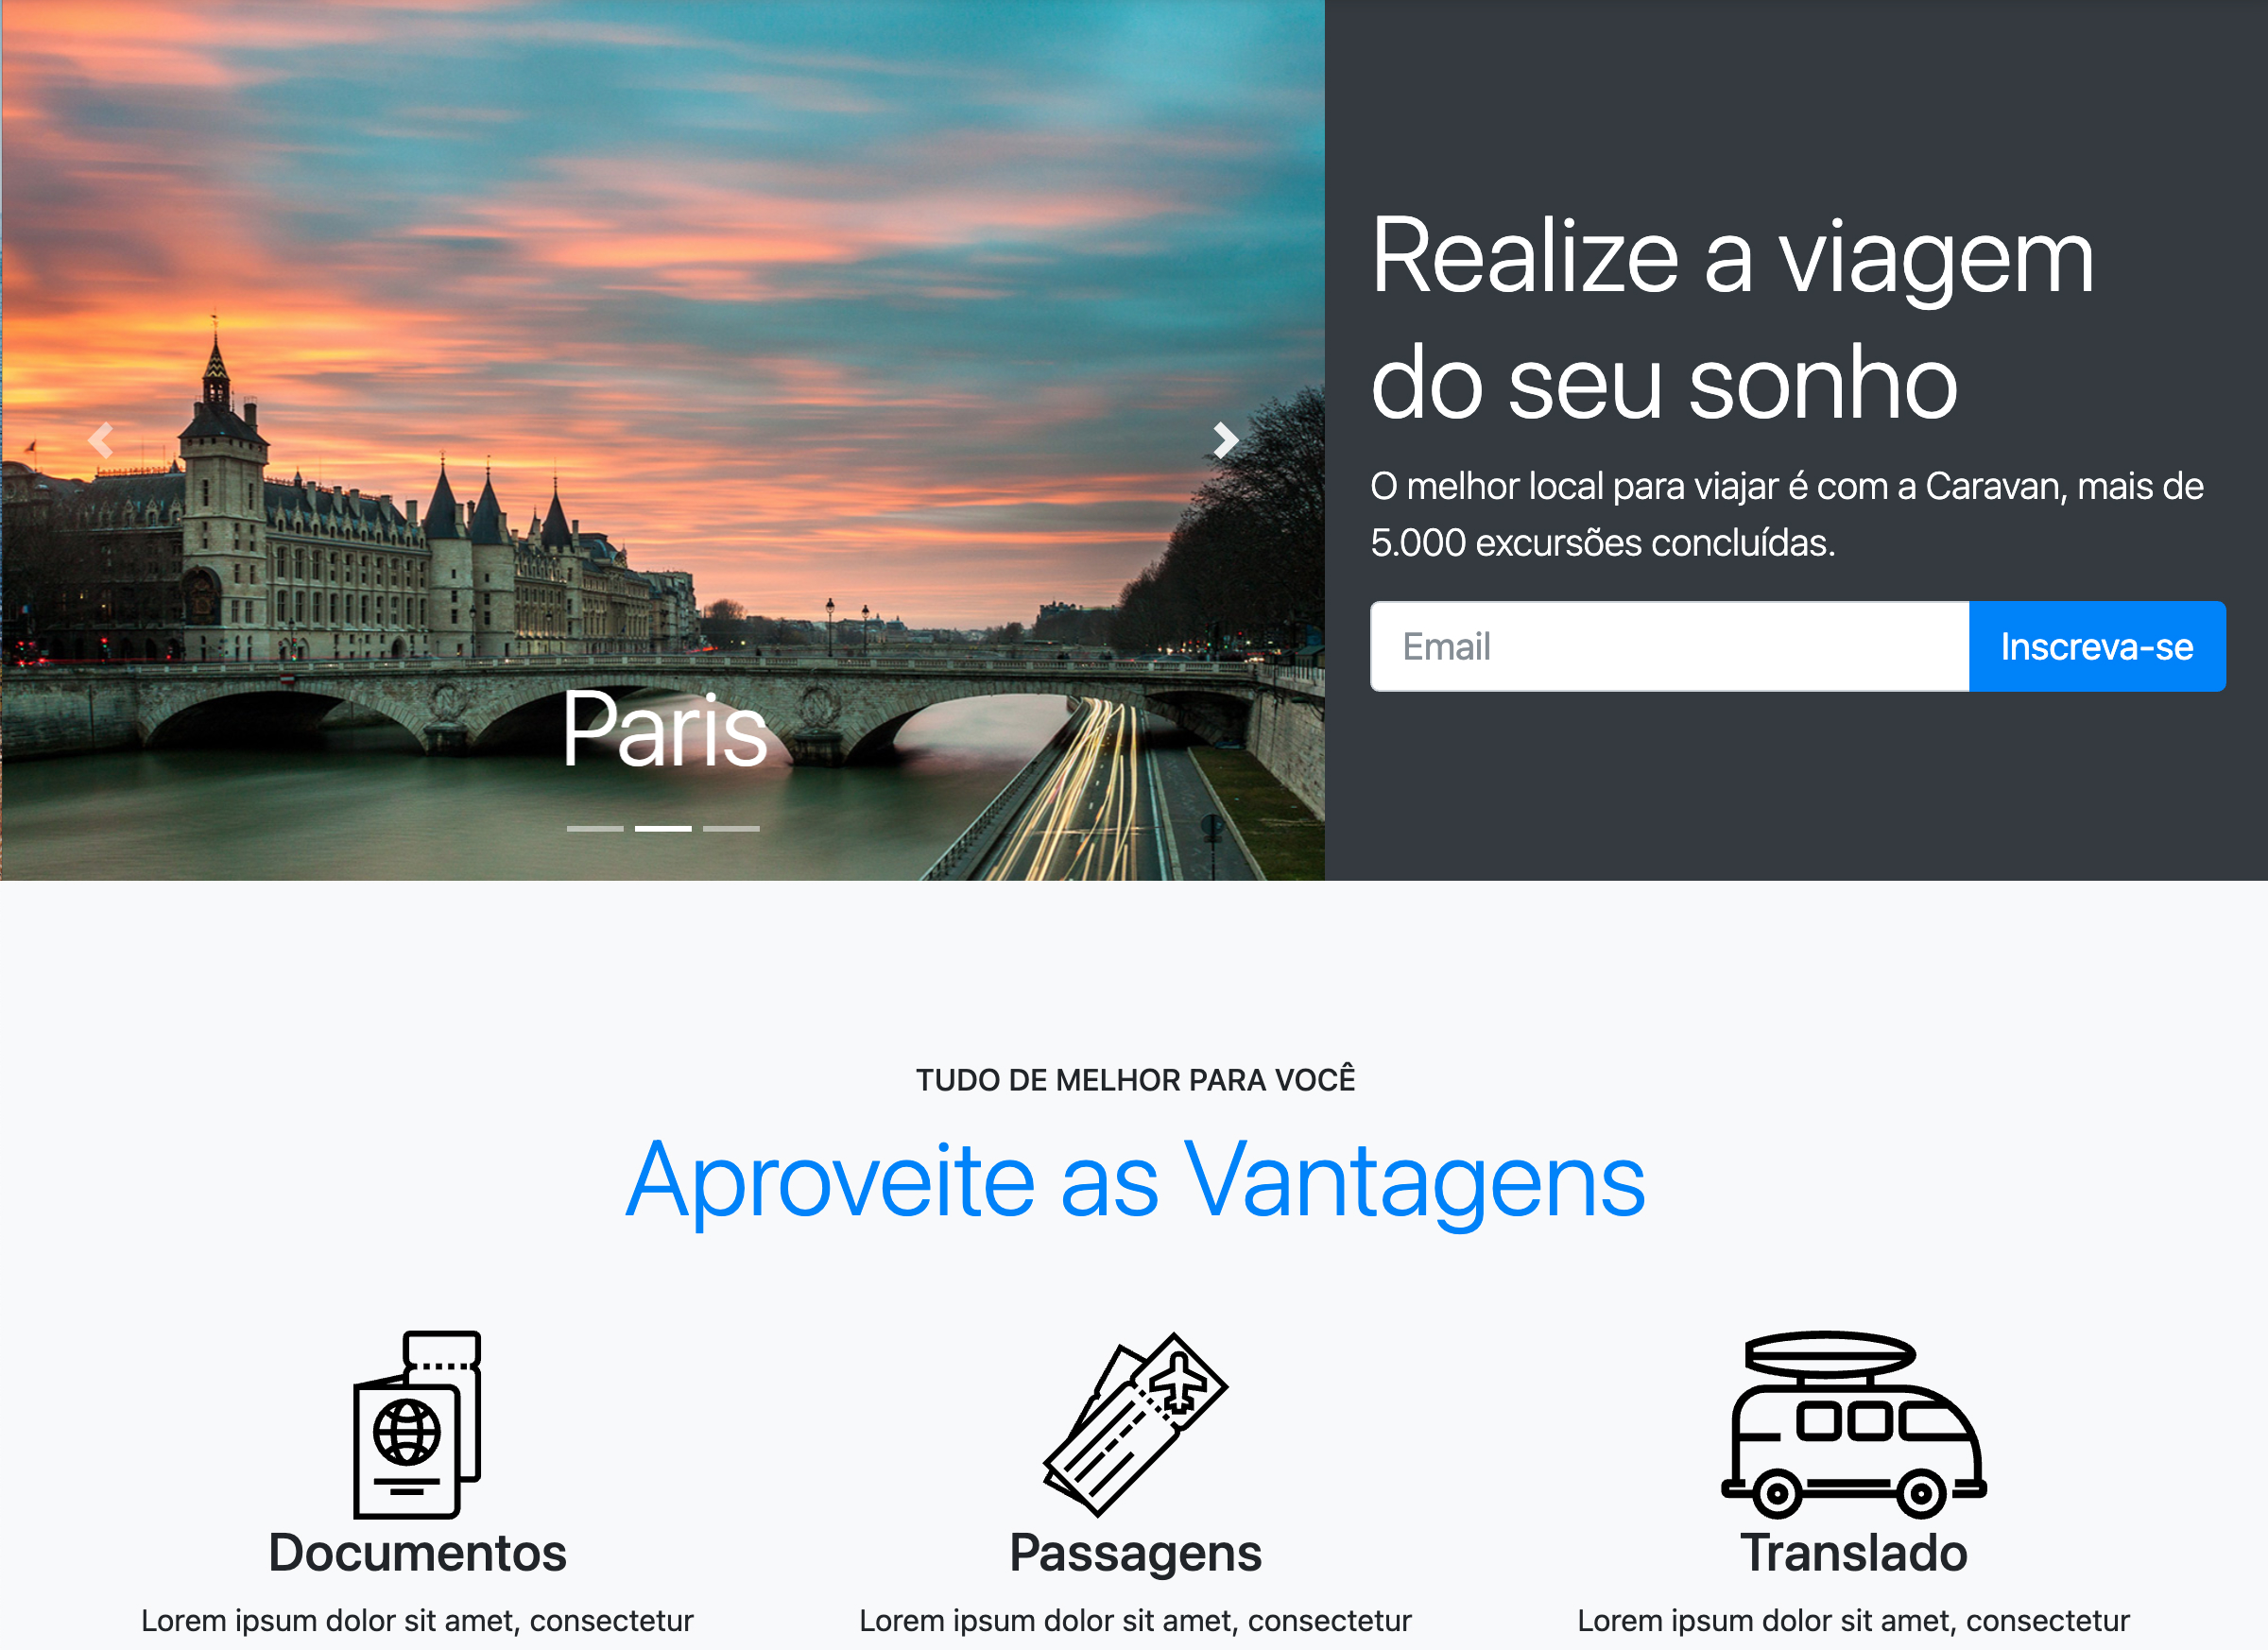 Paris
Realize a viagem
do seu sonho
O melhor local para viajar é com a Caravan, mais de
5.000 excursões concluídas.
Email
Inscreva-se
TUDO DE MELHOR PARA VOCÊ
Aproveite as Vantagens
Documentos
Lorem ipsum dolor sit amet, consectetur
Passagens
Lorem ipsum dolor sit amet, consectetur
Translado
Lorem ipsum dolor sit amet, consectetur